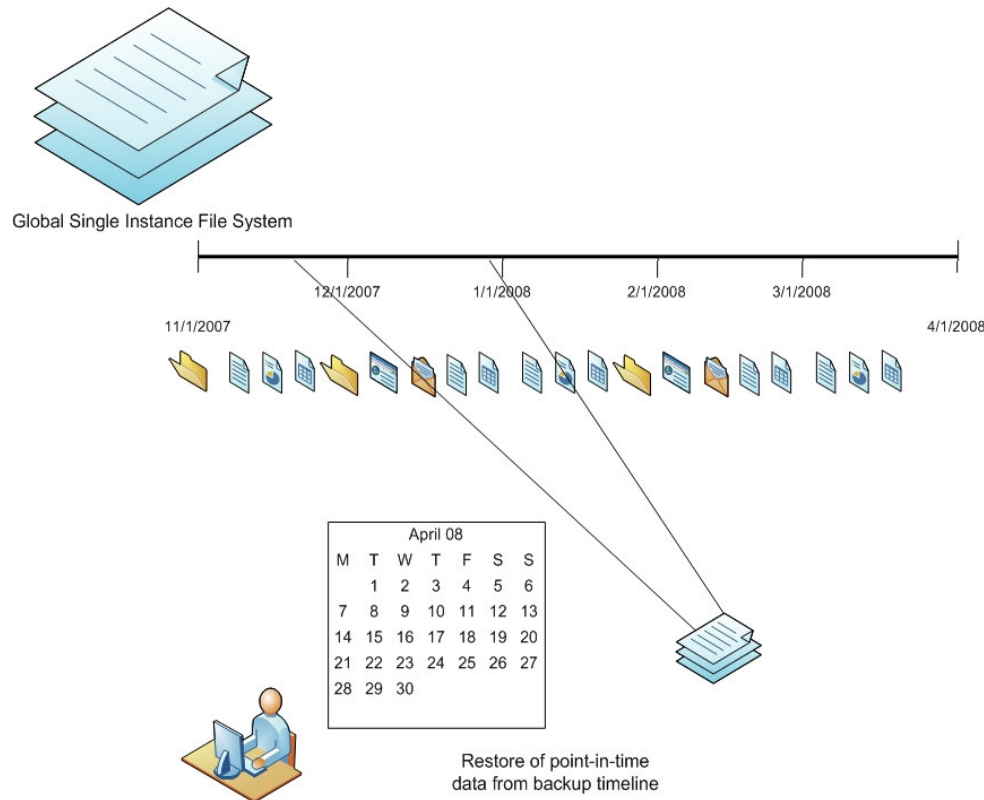 Global Single Instance File System
12/1/2007
1/1/2008
2/1/2008
3/1/2008
11/1/2007
4/1/2008
April 08
M T W T F S S
1 2 3 4 5 6
7 8 9 10 11 12 13
14 15 16 17 18 19 20
21 22 23 24 25 26 27
28 29 30
Restore of point-in-time
data from backup timeline